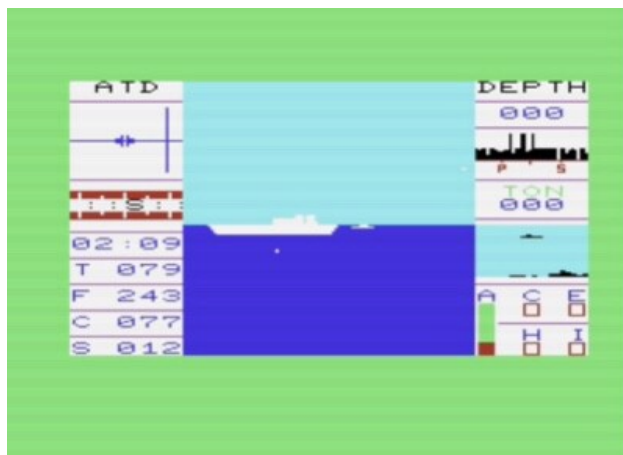 ATD
S
02:09
T 079
F 243
C 077
S 012
DEPTH
000
P S
TON
000
A C E
H I